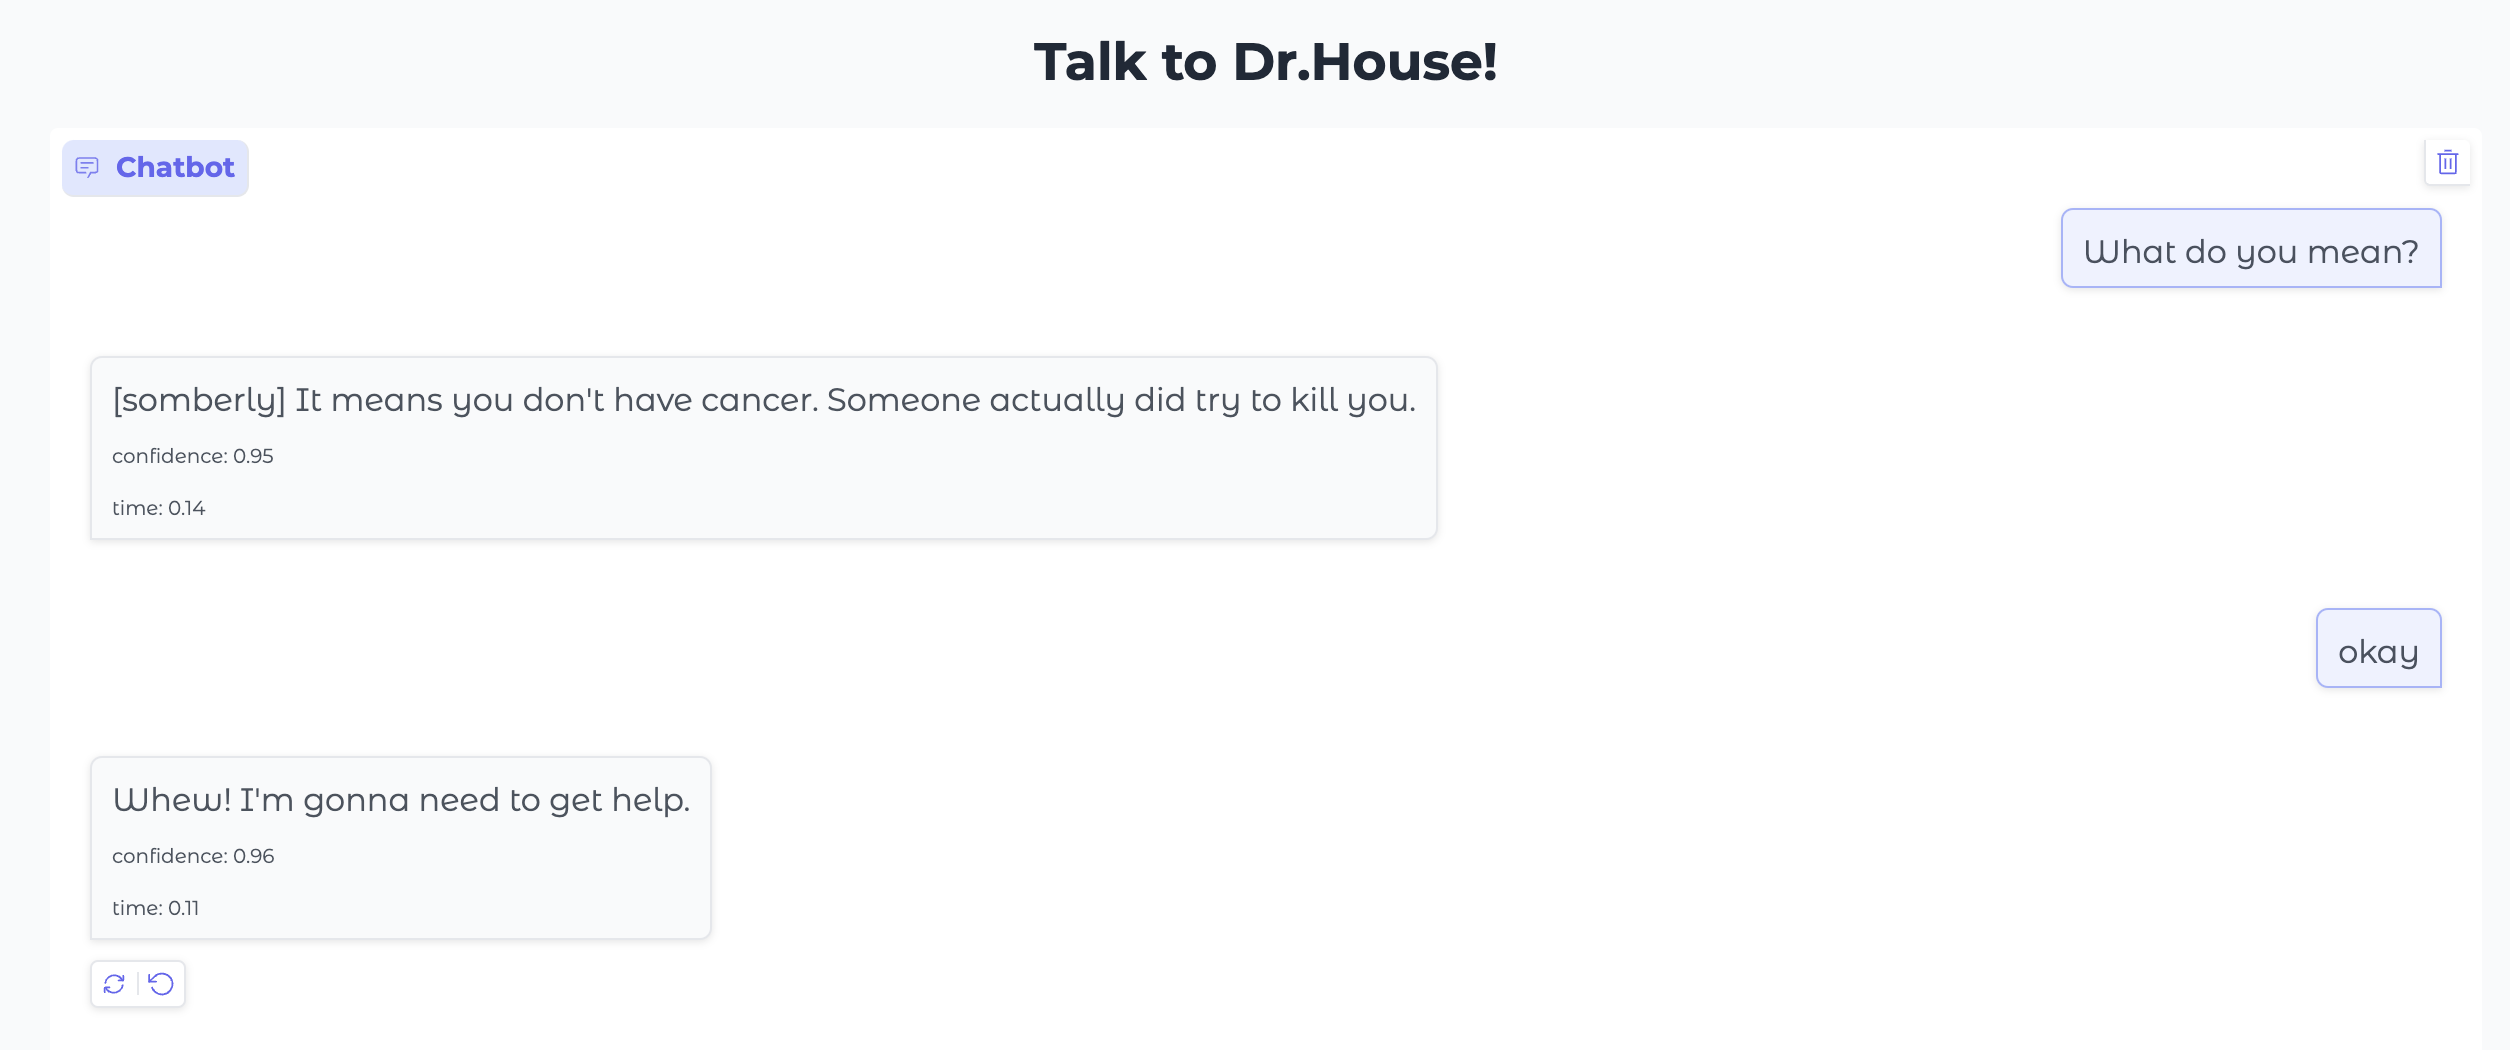 Talk to Dr.House!
Chatbot
What do you mean?
[somberly] It means you don't have cancer. Someone actually did try to kill you.
confidence: 0.95
time: 0.14
okay
Whew! I'm gonna need to get help.
confidence: 0.96
time: 0.11